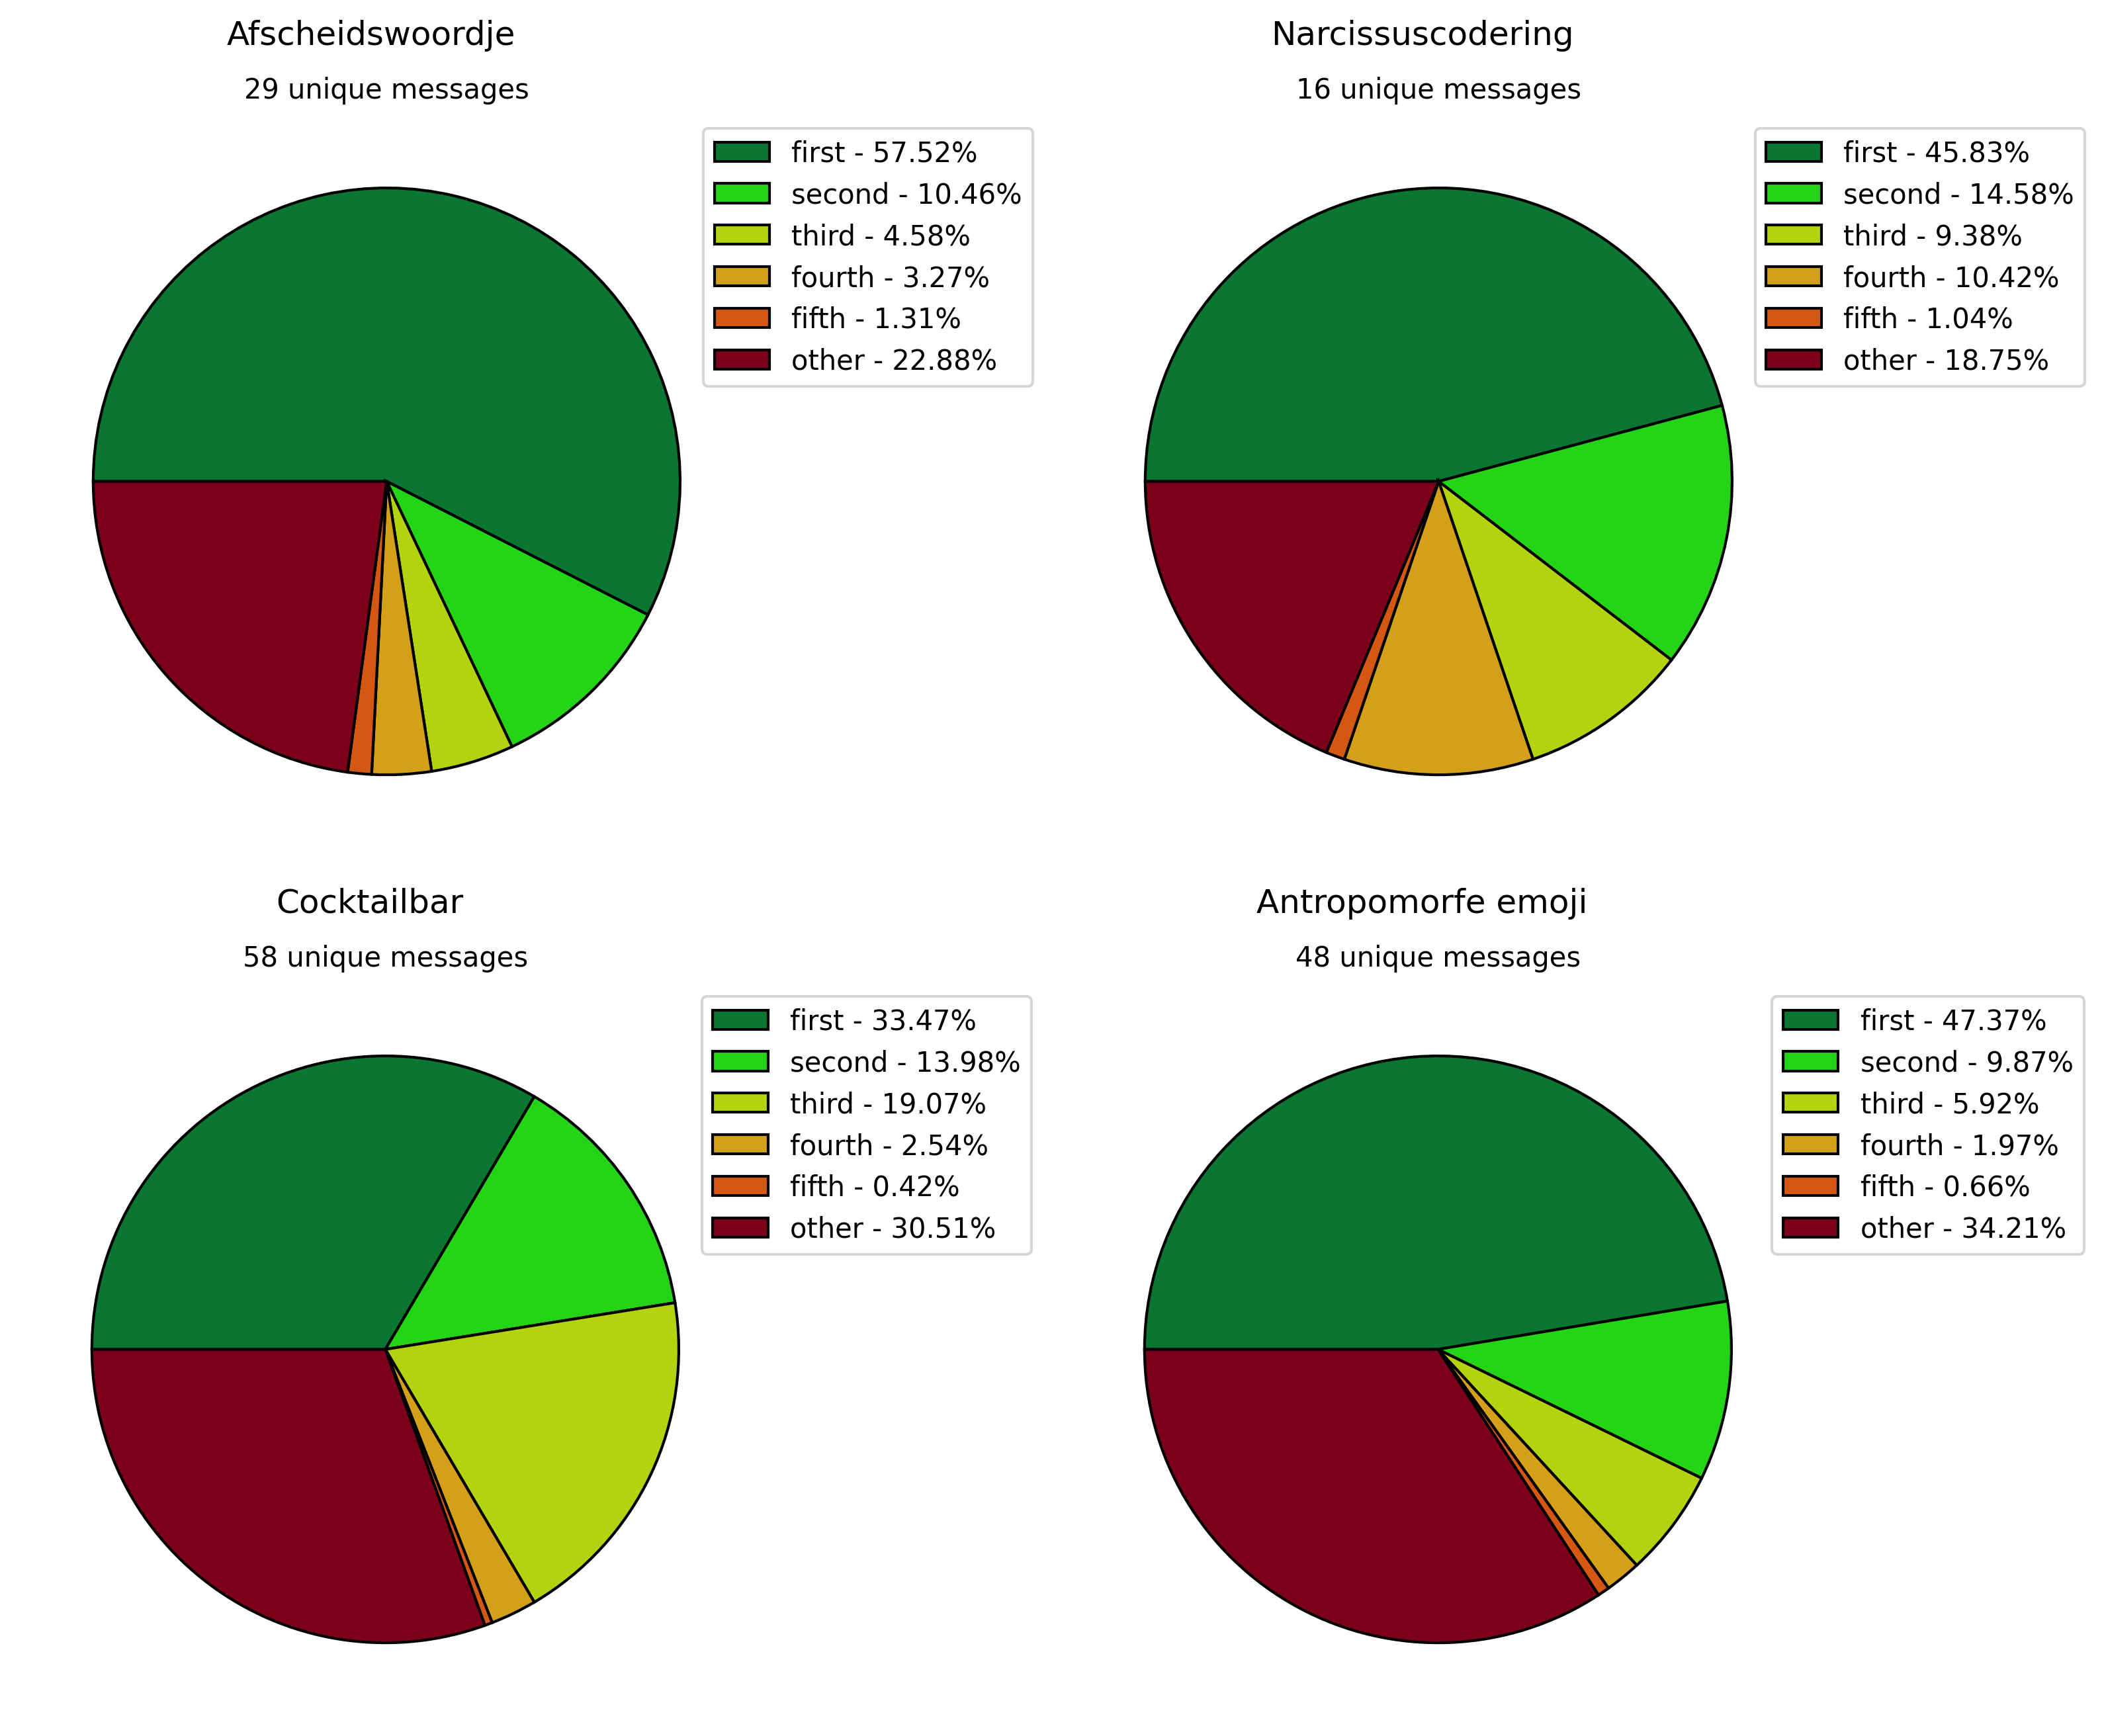 Afscheidswoordje
29 unique messages
first - 57.52%
second - 10.46%
third - 4.58%
fourth - 3.27%
fifth - 1.31%
other - 22.88%
Narcissuscodering
16 unique messages
first - 45.83%
second - 14.58%
third - 9.38%
fourth - 10.42%
fifth - 1.04%
other - 18.75%
Cocktailbar
58 unique messages
first - 33.47%
second - 13.98%
third - 19.07%
fourth - 2.54%
fifth - 0.42%
other - 30.51%
Antropomorfe emoji
48 unique messages
first - 47.37%
second - 9.87%
third - 5.92%
fourth - 1.97%
fifth - 0.66%
other - 34.21%